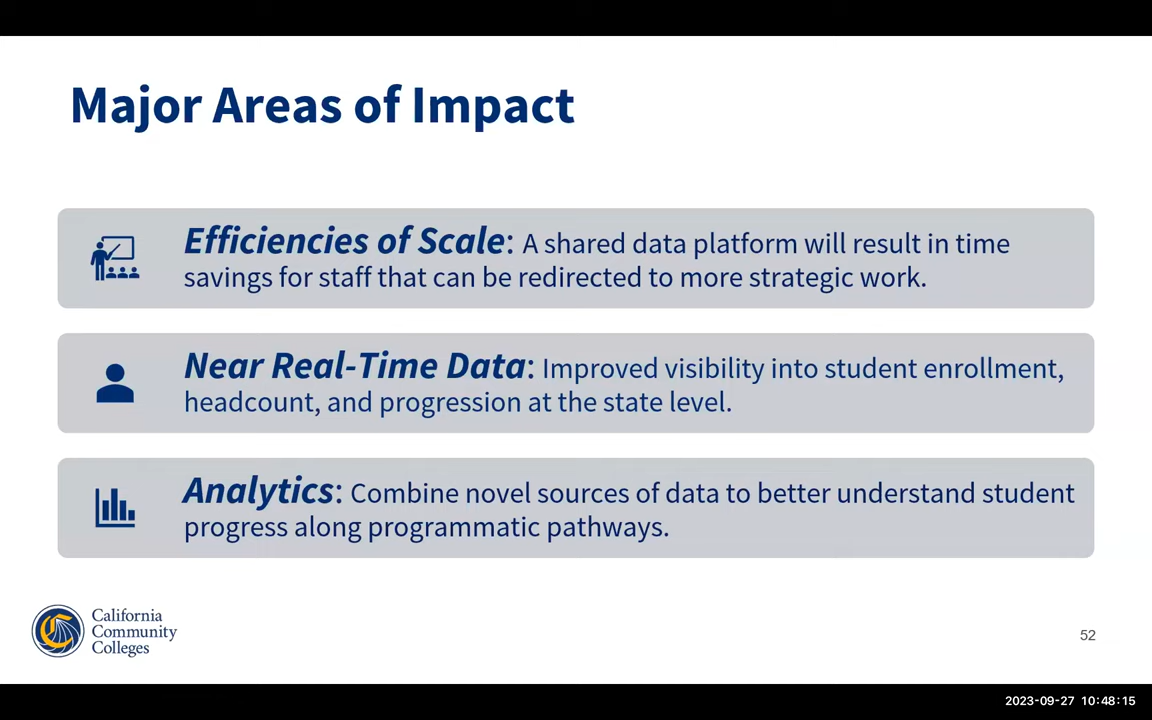 Major Areas of Impact
Efficiencies of Scale: A shared data platform will result in time
savings for staff that can be redirected to more strategic work.
Near Real-Time Data: Improved visibility into student enrollment,
headcount, and progression at the state level.
Analytics: Combine novel sources of data to better understand student
progress along programmatic pathways.
California
Community
Colleges
52
2023-09-27 10:48:15